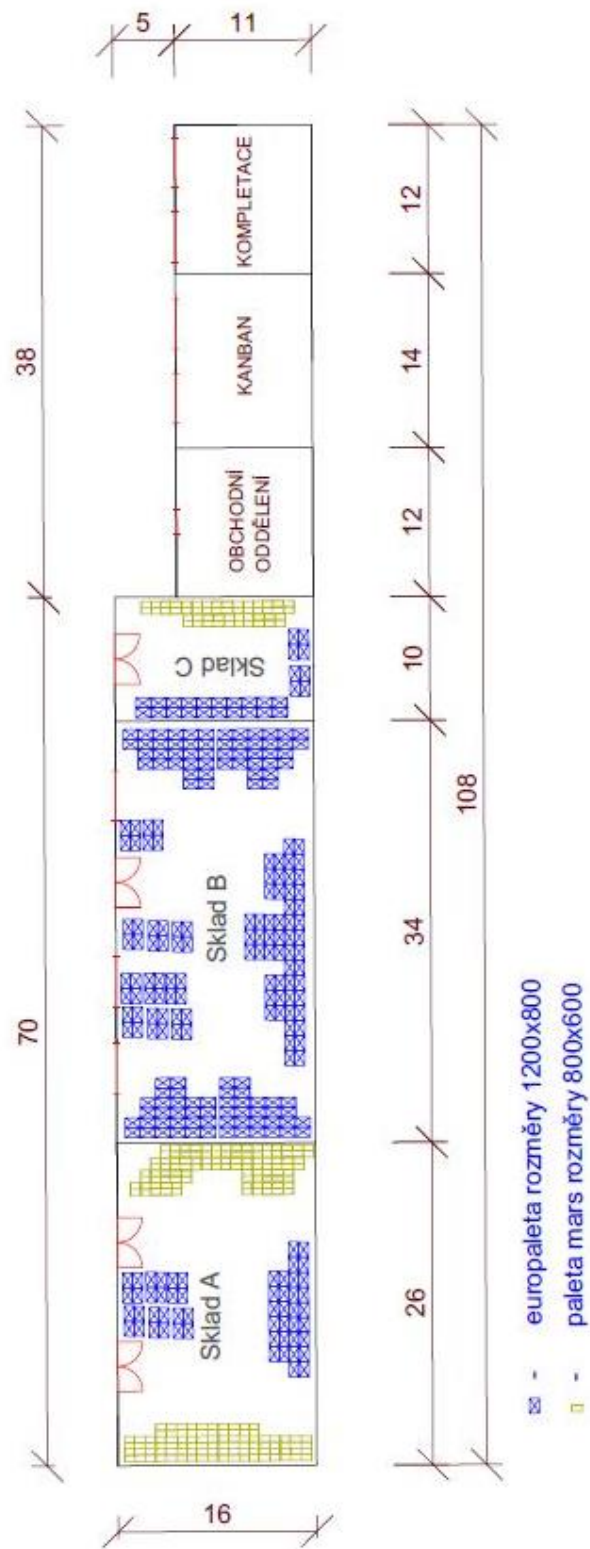 5
11
38
KOMPLETACE
12
KANBAN
14
OBCHODNÍ
ODDĚLENÍ
12
Sklad C
10
108
Sklad B
34
70
Sklad A
26
16
- europaleta rozměry 1200x800
- paleta mars rozměry 800x600